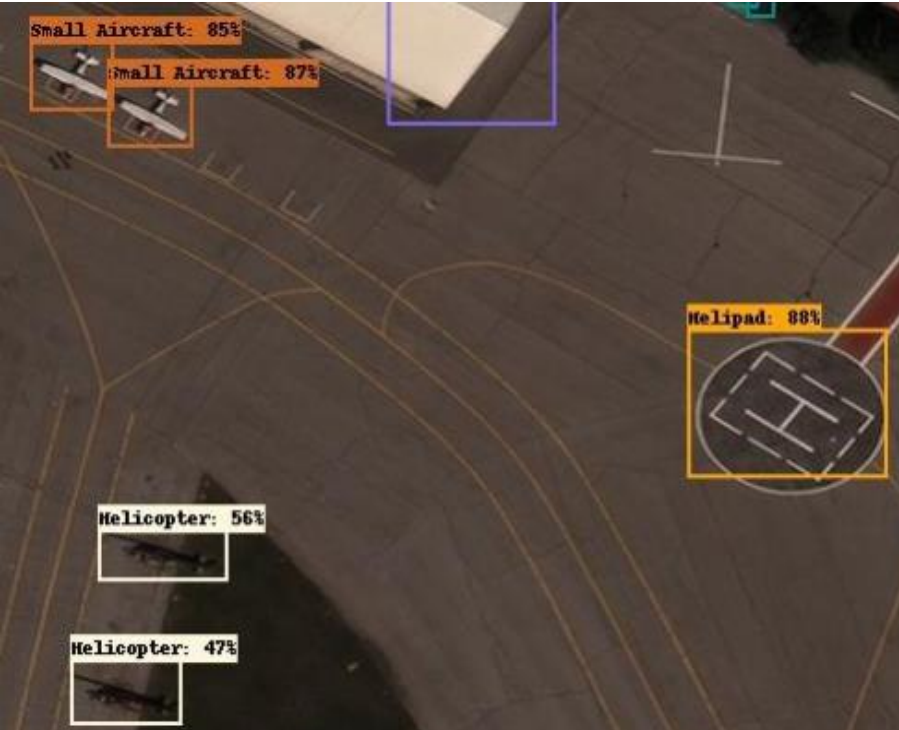 Small Aircraft: 85%
Small Aircraft: 87%
Helipad: 88%
H
Helicopter: 56%
Helicopter: 47%